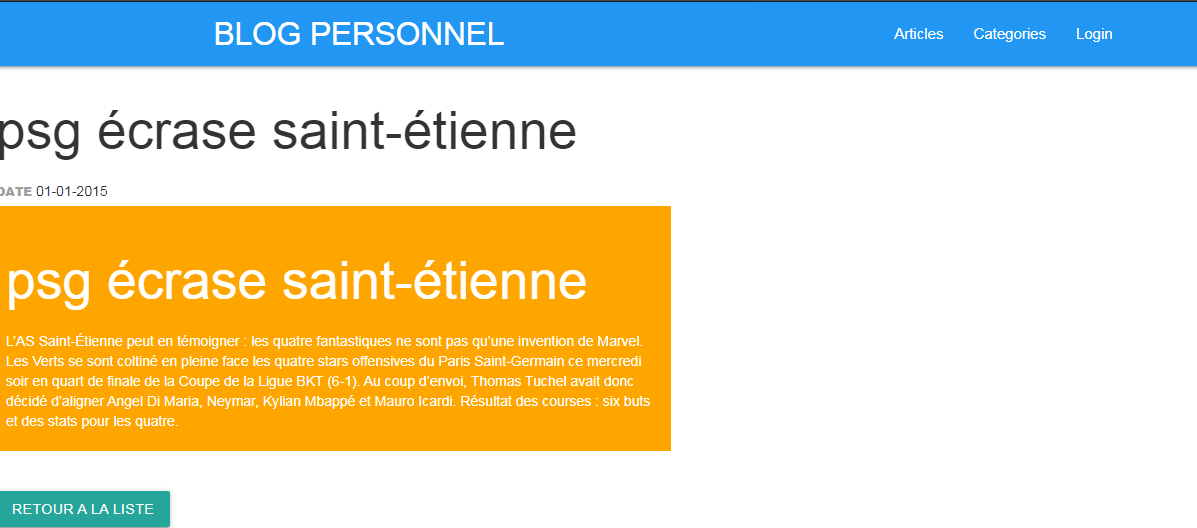 BLOG PERSONNEL
Articles Categories Login
psg écrase saint-étienne
DATE 01-01-2015
psg écrase saint-étienne
L'AS Saint-Étienne peut en témoigner : les quatre fantastiques ne sont pas qu'une invention de Marvel.
Les Verts se sont coltiné en pleine face les quatre stars offensives du Paris Saint-Germain ce mercredi
soir en quart de finale de la Coupe de la Ligue BKT (6-1). Au coup d'envoi, Thomas Tuchel avait donc
décidé d'aligner Angel Di Maria, Neymar, Kylian Mbappé et Mauro Icardi. Résultat des courses : six buts
et des stats pour les quatre.
RETOUR A LA LISTE